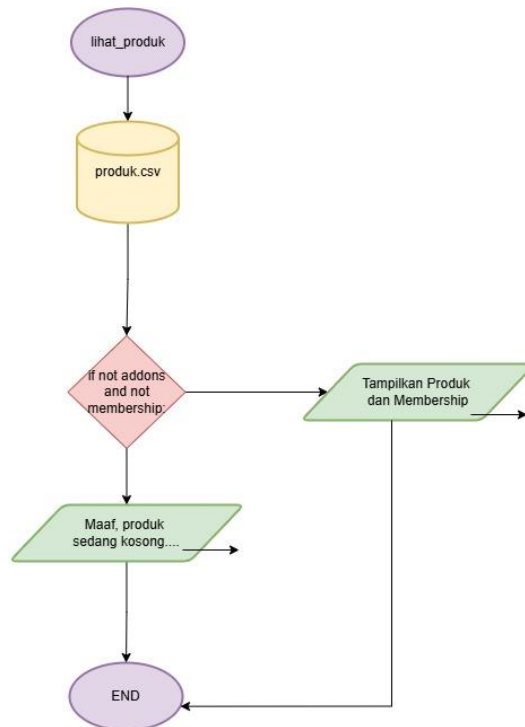 lihat_produk
produk.csv
if not addons
and not
membership:
Tampilkan Produk
dan Membership
Maaf, produk
sedang kosong....
END